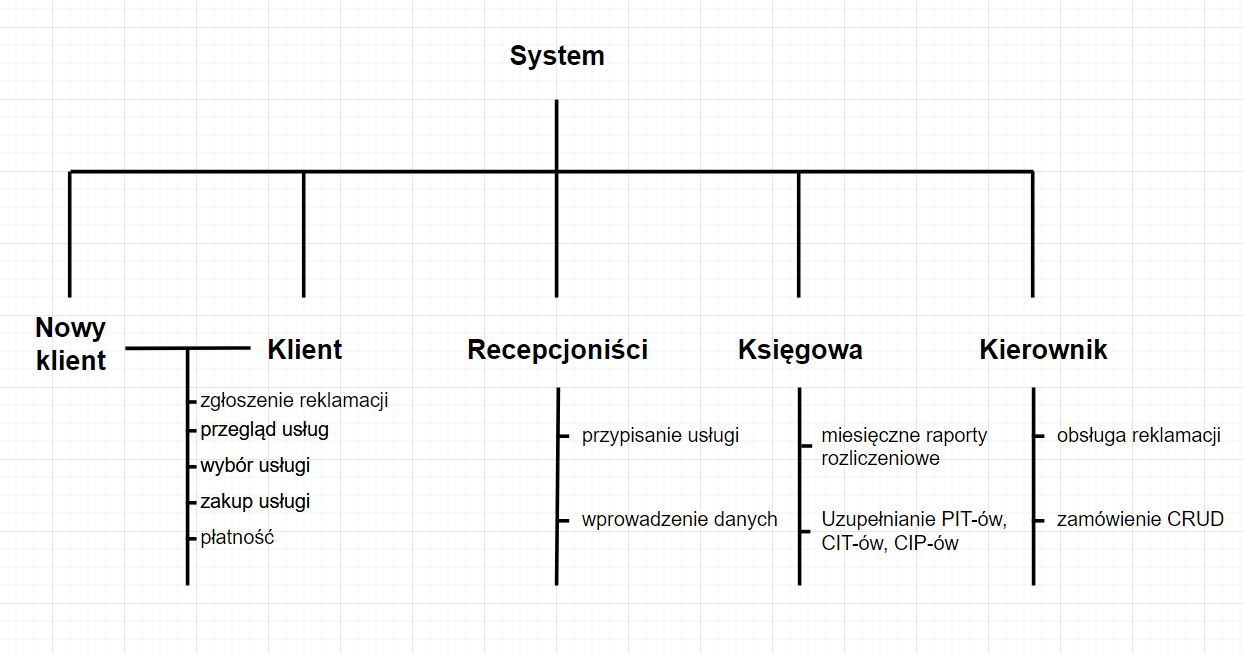 System
Nowy
klient
Klient
Recepcjoniści
Księgowa
Kierownik
zgłoszenie reklamacji
przegląd usług
wybór usługi
zakup usługi
płatność
przypisanie usługi
wprowadzenie danych
miesięczne raporty
rozliczeniowe
Uzupełnianie PIT-ów,
CIT-ów, CIP-ów
obsługa reklamacji
zamówienie CRUD